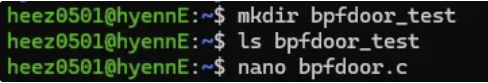 heez0501@hyennE:~$ mkdir bpfdoor_test
heez0501@hyennE:~$ ls bpfdoor_test
heez0501@hyennE:~$ nano bpfdoor.c